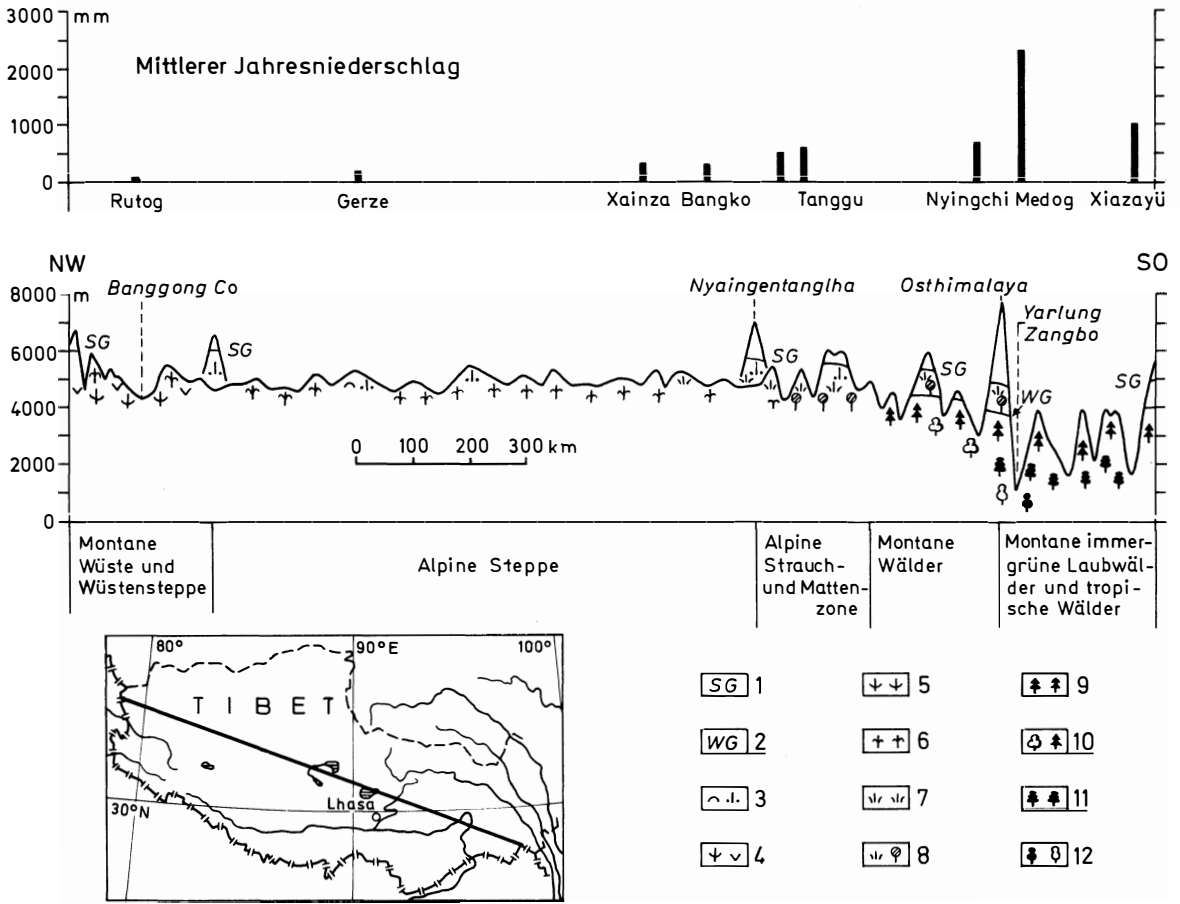 3000 mm
Mittlerer Jahresniederschlag
2000
1000
0
Rutog Gerze Xainza Bangko Tanggu Nyingchi Medog Xiazayü
NW SO
8000 m
Banggong Co Nyaingentanglha Osthimalaya
Yarlung
Zangbo
SG SG SG SG SG
WG
6000
4000
2000
0
0 100 200 300 km
Montane
Wüste und
Wüstensteppe
Alpine Steppe
Alpine
Strauch-
und Matten-
zone
Montane
Wälder
Montane immer-
grüne Laubwäl-
der und tropi-
sche Wälder
80° 90°E 100°
TIBET
30°N
Lhasa
SG 1
WG 2
3
4
5
6
7
8
9
10
11
12